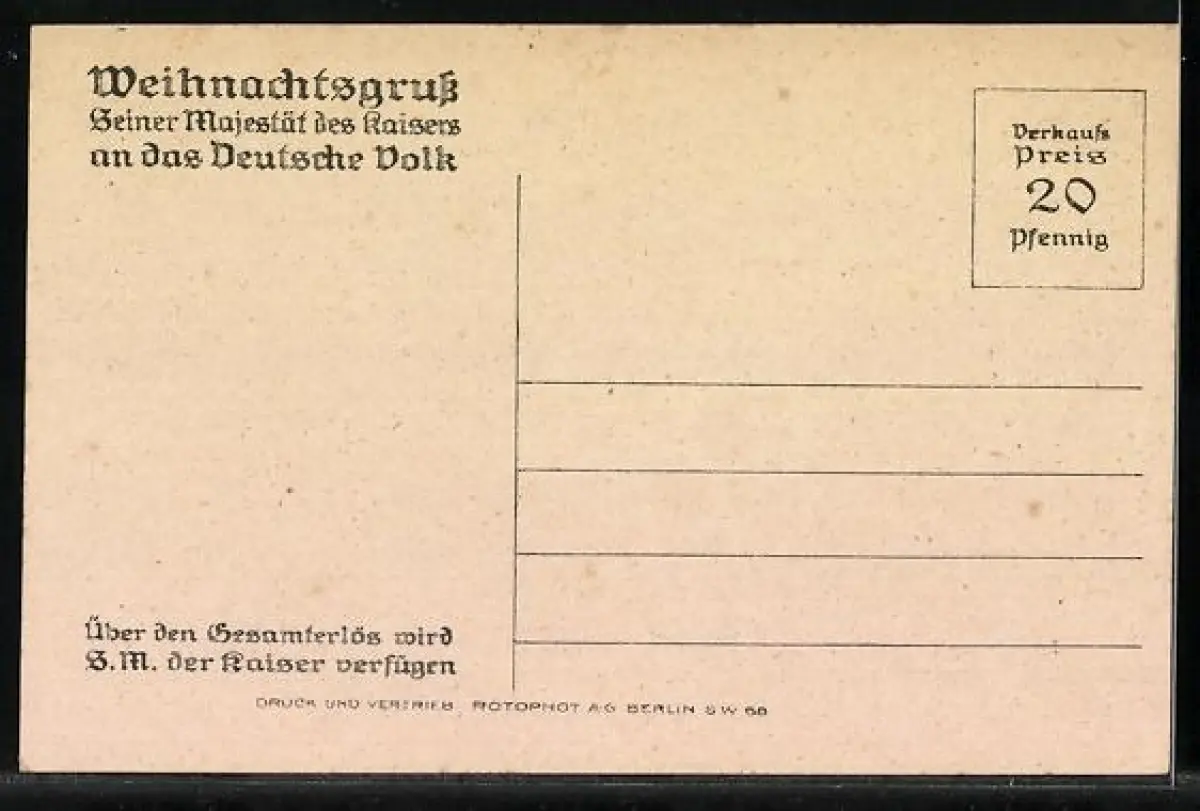 Weihnachtsgruß
Seiner Majestät des Kaisers
an das Deutsche Volk
Verkaufs
Preis
20
Pfennig
Über den Gesamterlös wird
S.M. der Kaiser verfügen
DRUCK UND VERTRIEB ROTOPHOT A.G BERLIN SW 68